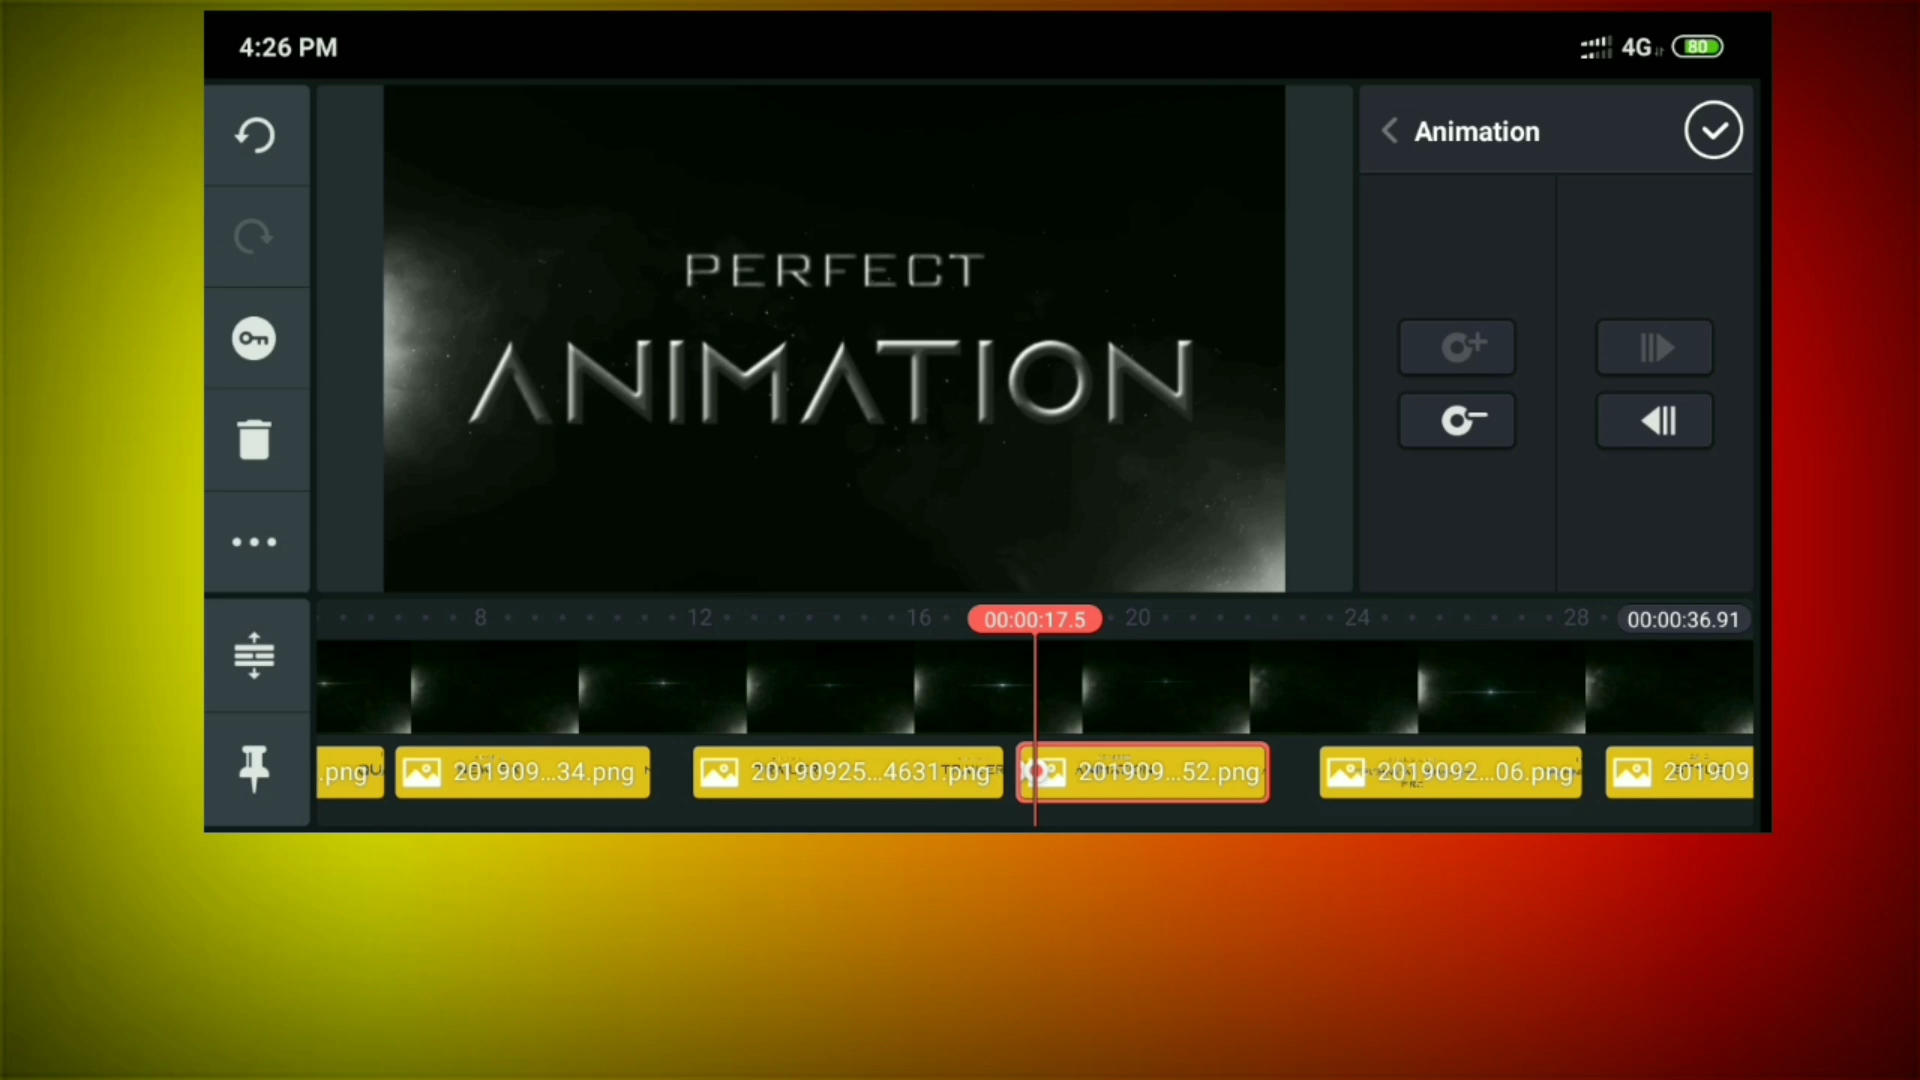 4:26 PM
4G 80
Animation
PERFECT
ANIMATION
8 12 16 00:00:17.5 20 24 28 00:00:36.91
.png 201909...34.png 20190925...4631.png 201909...52.png 2019092...06.png 201909